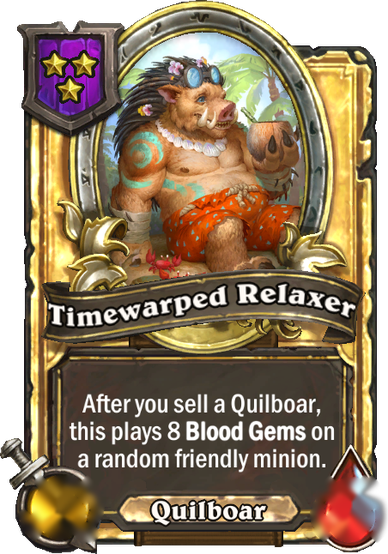 Timewarped Relaxer
After you sell a Quilboar,
this plays 8 Blood Gems on
a random friendly minion.
Quilboar